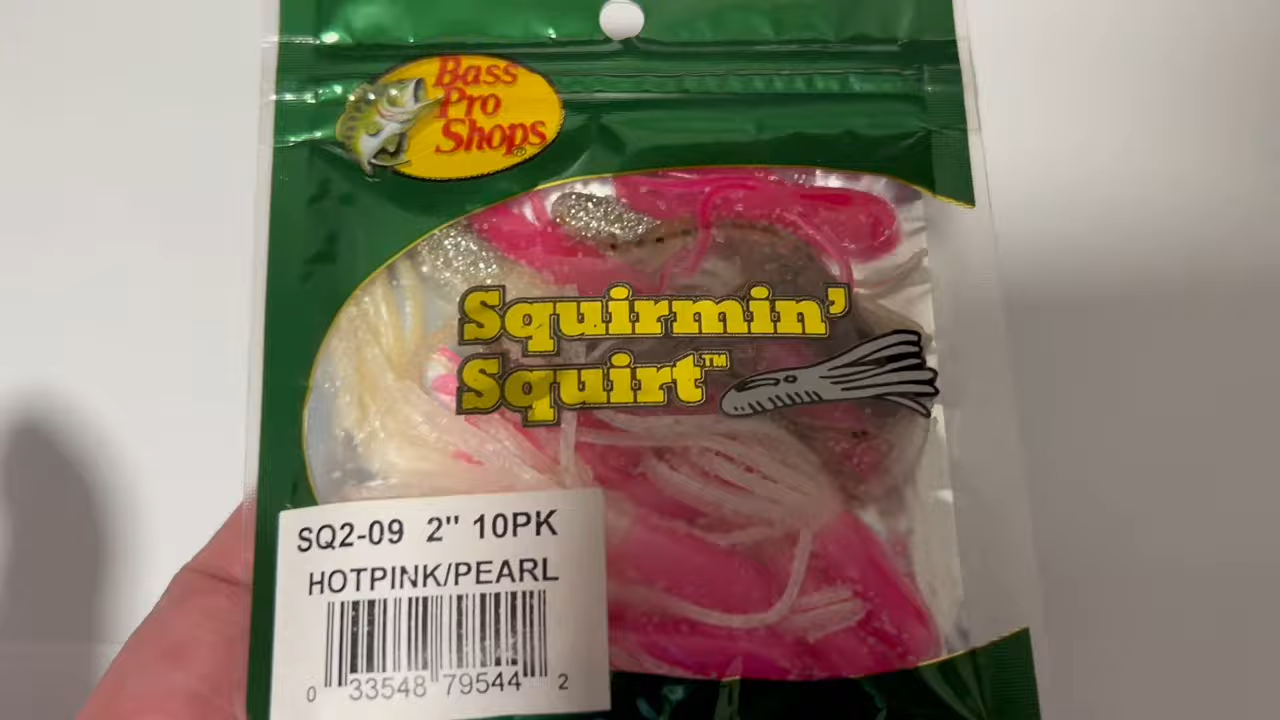 Bass
Pro
Shops®
Squirmin'
Squirt™
SQ2-09 2" 10PK
HOTPINK/PEARL
0 33548 79544 2